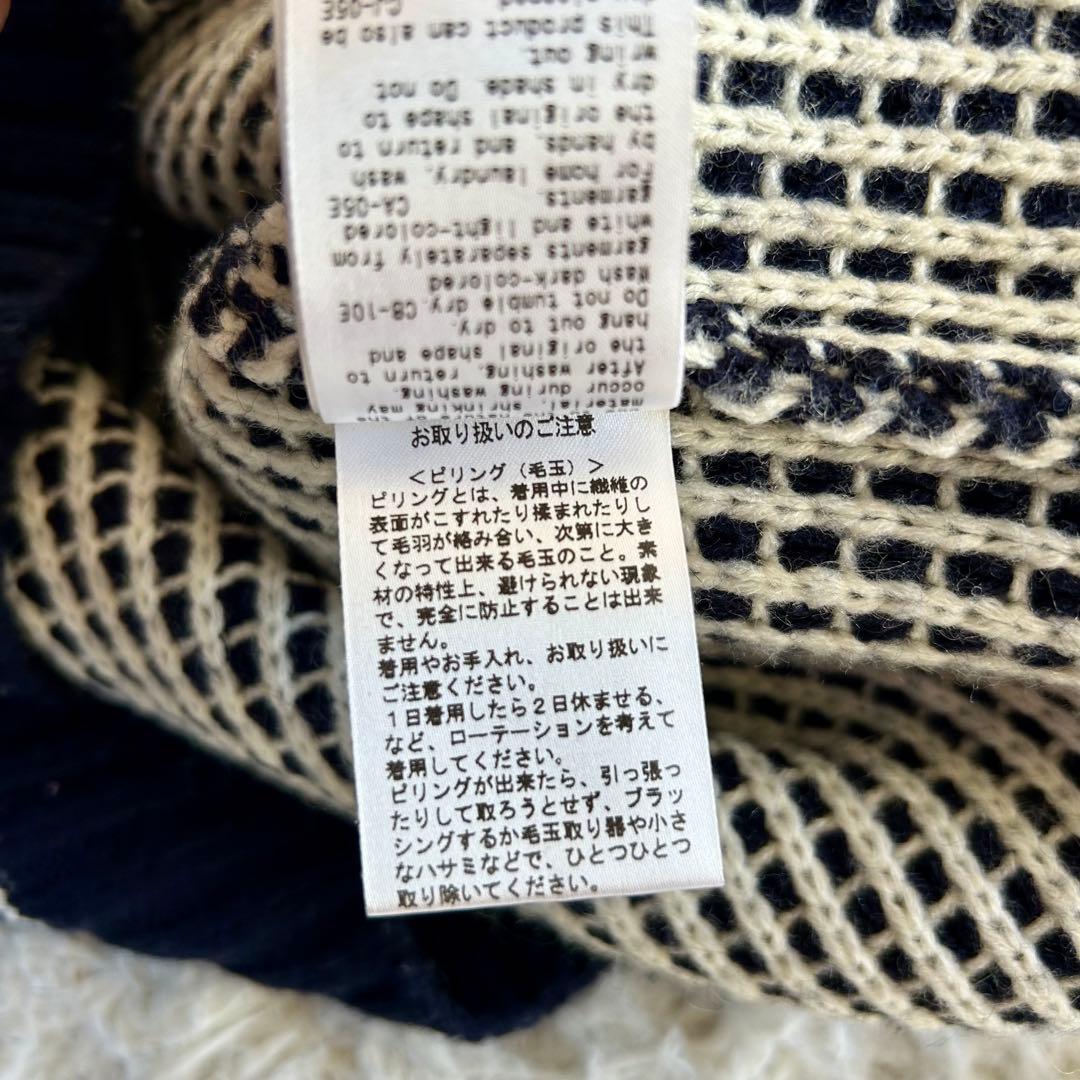 material, shrinking may
occur during washing.
After washing, return to
the original shape and
hang out to dry.
Do not tumble dry. CB-10E
Wash dark-colored
garments separately from
white and light-colored
garments CA-05E
For home laundry, wash
by hands, and return to
the original shape to
dry in shade. Do not
wring out.
This product can also be
CJ-05E
お取り扱いのご注意
＜ピリング（毛玉）＞
ピリングとは、着用中に繊維の
表面がこすれたり揉まれたりし
て毛羽が絡み合い、次第に大き
くなって出来る毛玉のこと。素
材の特性上、避けられない現象
で、完全に防止することは出来
ません。
着用やお手入れ、お取り扱いに
ご注意ください。
１日着用したら２日休ませる、
など、ローテーションを考えて
着用してください。
ピリングが出来たら、引っ張っ
たりして取ろうとせず、ブラッ
シングするか毛玉取り器や小さ
なハサミなどで、ひとつひとつ
取り除いてください。